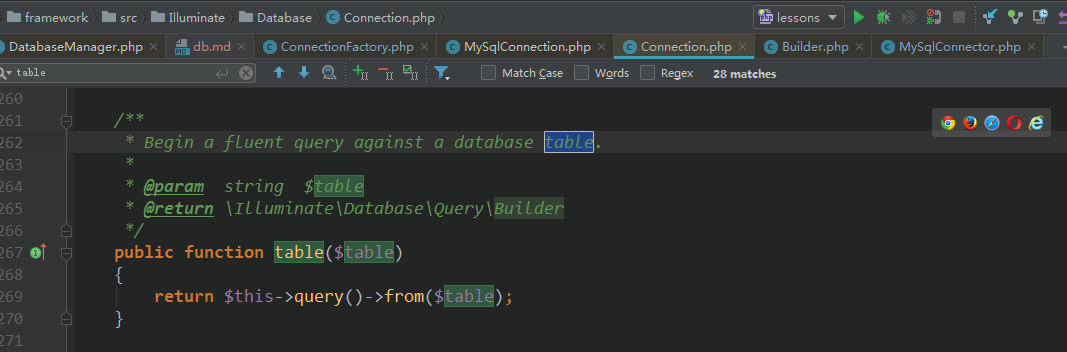 framework src Illuminate Database Connection.php lessons
DatabaseManager.php db.md ConnectionFactory.php MySqlConnection.php Connection.php Builder.php MySqlConnector.php
table Match Case Words Regex 28 matches
260
261 /**
262 * Begin a fluent query against a database table.
263 *
264 * @param  string  $table
265 * @return \Illuminate\Database\Query\Builder
266 */
267 public function table($table)
268 {
269 return $this->query()->from($table);
270 }
271